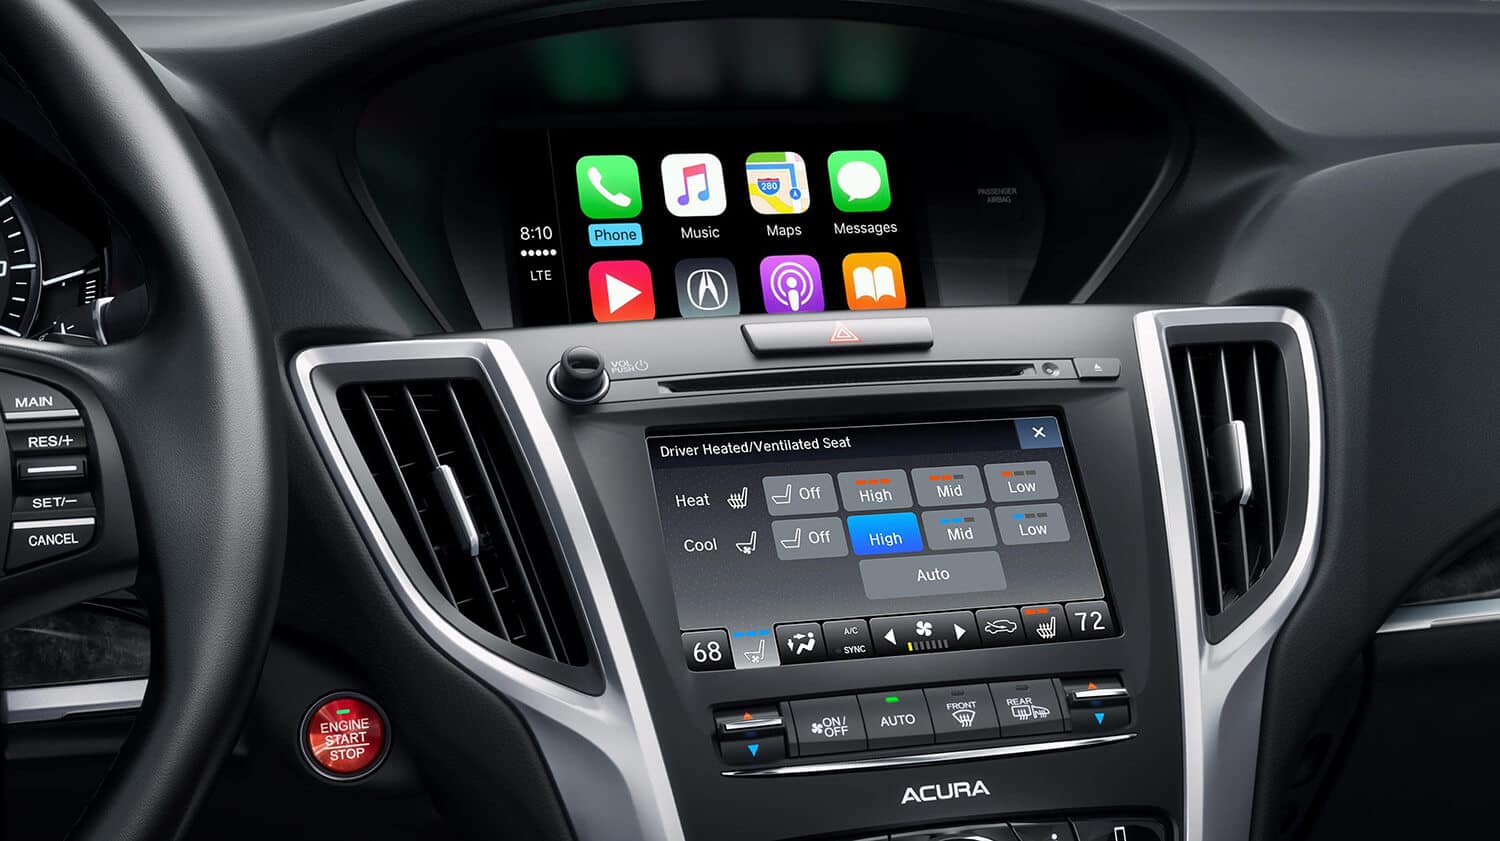 PASSENGER
AIRBAG
8:10
LTE
Phone
Music
280
Maps
Messages
VOL
PUSH
MAIN
RES/+
SET/–
CANCEL
ENGINE
START
STOP
Driver Heated/Ventilated Seat
Heat Off High Mid Low
Cool Off High Mid Low
Auto
68
A/C
SYNC
72
ON/
OFF
AUTO
FRONT
REAR
ACURA